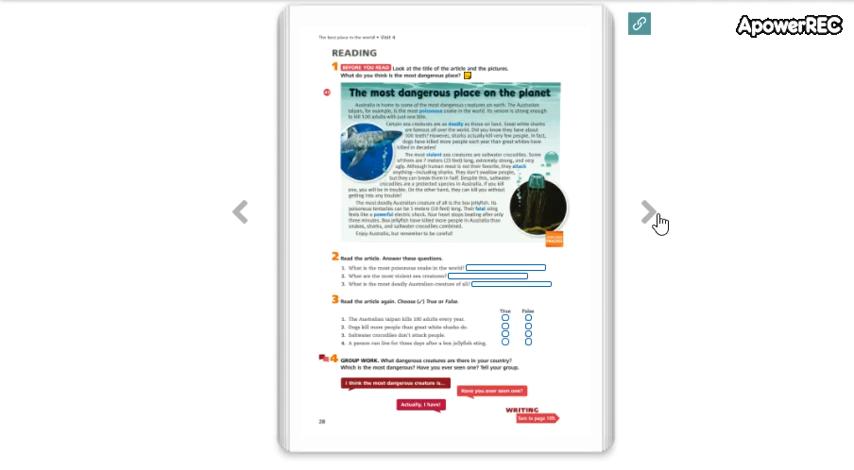 ApowerREC
The best place in the world • Unit 4
READING
1 BEFORE YOU READ Look at the title of the article and the pictures.
What do you think is the most dangerous place?
The most dangerous place on the planet
Australia is home to some of the most dangerous creatures on earth. The Australian
taipan, for example, is the most poisonous snake in the world. Its venom is strong enough
to kill 100 adults with just one bite.
Certain sea creatures are as deadly as those on land. Great white sharks
are famous all over the world. Did you know they have about
300 teeth? However, sharks actually kill very few people. In fact,
dogs have killed more people each year than great whites have
killed in decades!
The most violent sea creatures are saltwater crocodiles. Some
of them are 7 meters (23 feet) long, extremely strong, and very
ugly. Although human meat is not their favorite, they attack
anything—including sharks. They don't swallow people,
but they can break them in half. Despite this, saltwater
crocodiles are a protected species in Australia. If you kill
one, you will be in trouble. On the other hand, they can kill you without
getting into any trouble!
The most deadly Australian creature of all is the box jellyfish. Its
poisonous tentacles can be 3 meters (10 feet) long. Their fatal sting
feels like a powerful electric shock. Your heart stops beating after only
three minutes. Box jellyfish have killed more people in Australia than
snakes, sharks, and saltwater crocodiles combined.
Enjoy Australia, but remember to be careful!
2 Read the article. Answer these questions.
1. What is the most poisonous snake in the world?
2. What are the most violent sea creatures?
3. What is the most deadly Australian creature of all?
3 Read the article again. Choose (✓) True or False.
True False
1. The Australian taipan kills 100 adults every year.
2. Dogs kill more people than great white sharks do.
3. Saltwater crocodiles don't attack people.
4. A person can live for three days after a box jellyfish sting.
4 GROUP WORK. What dangerous creatures are there in your country?
Which is the most dangerous? Have you ever seen one? Tell your group.
I think the most dangerous creature is...
Have you ever seen one?
Actually, I have!
WRITING
Turn to page 105.
28